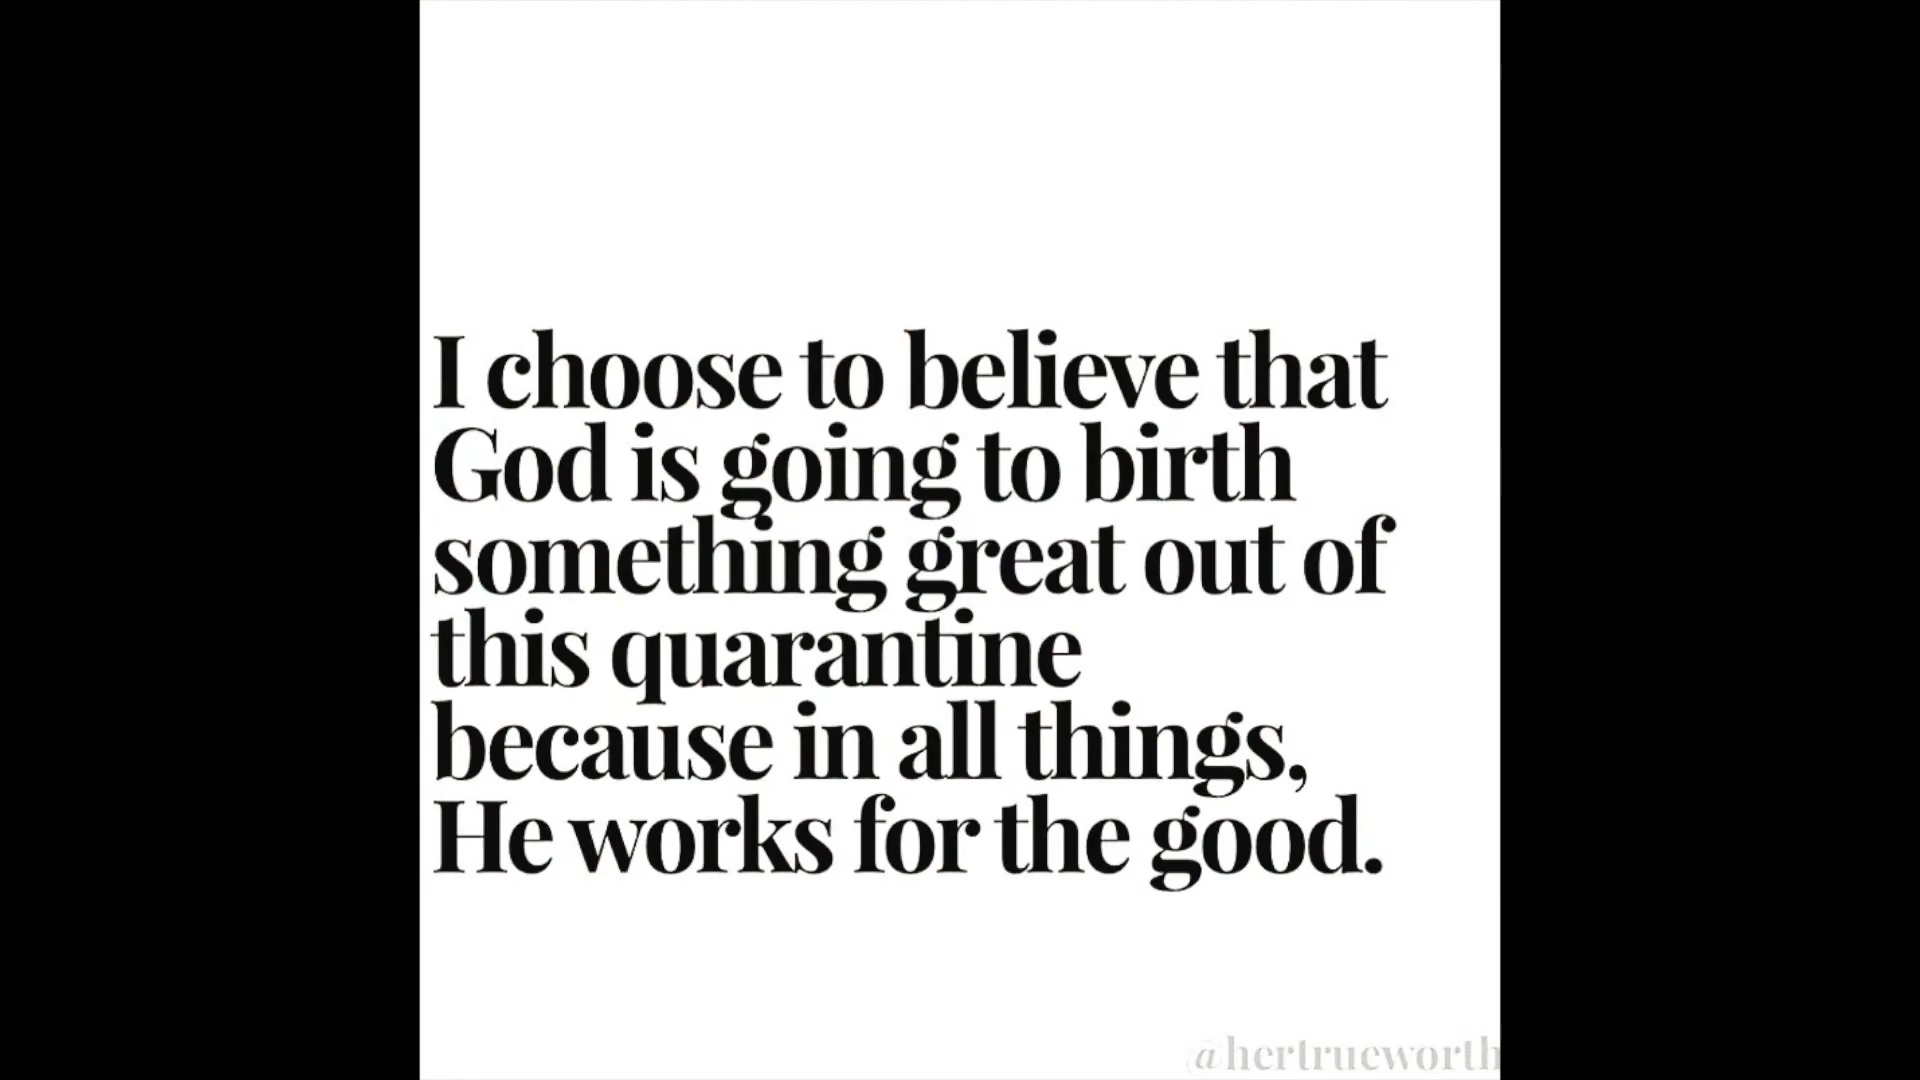 I choose to believe that
God is going to birth
something great out of
this quarantine
because in all things,
He works for the good.
@hertrueworth